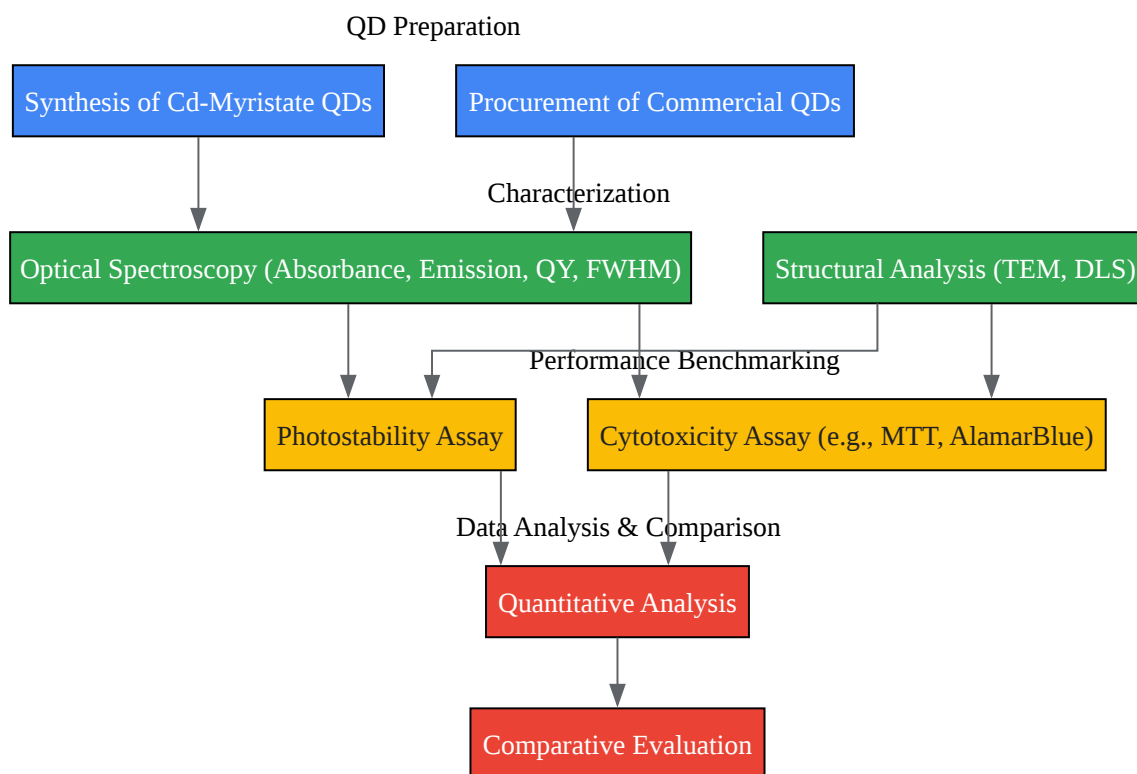 QD Preparation
Synthesis of Cd-Myristate QDs
Procurement of Commercial QDs
Characterization
Optical Spectroscopy (Absorbance, Emission, QY, FWHM)
Structural Analysis (TEM, DLS)
Performance Benchmarking
Photostability Assay
Cytotoxicity Assay (e.g., MTT, AlamarBlue)
Data Analysis & Comparison
Quantitative Analysis
Comparative Evaluation